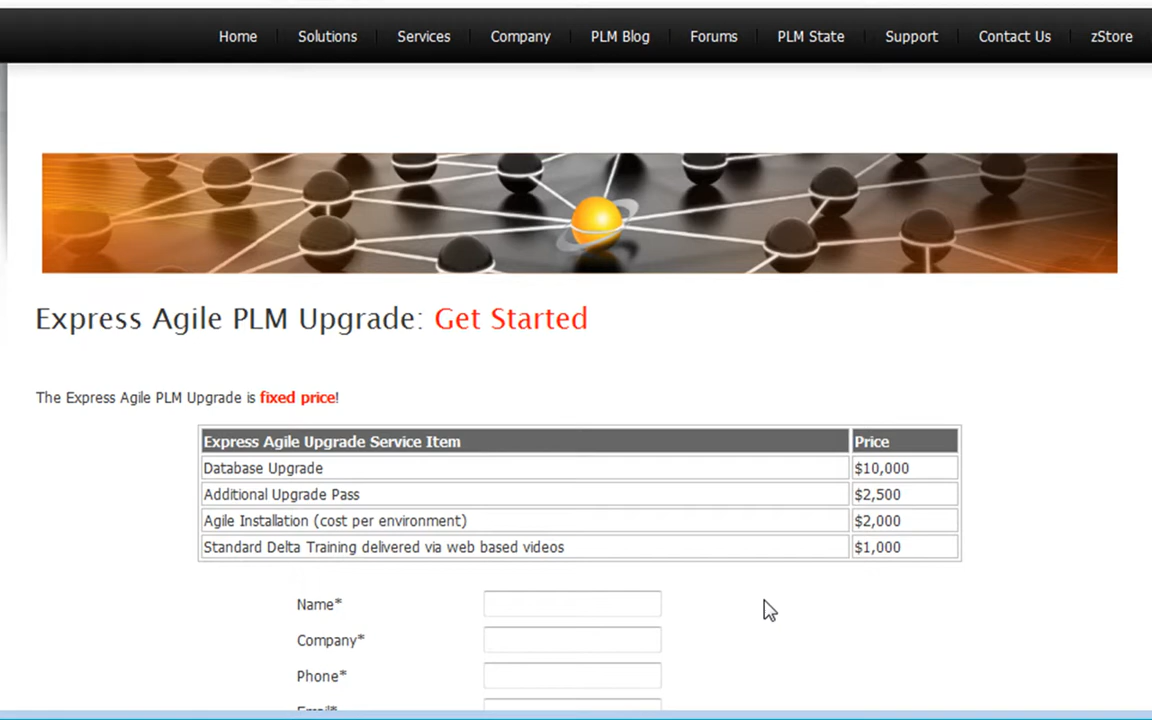 Home Solutions Services Company PLM Blog Forums PLM State Support Contact Us zStore
Express Agile PLM Upgrade: Get Started
The Express Agile PLM Upgrade is fixed price!
Express Agile Upgrade Service Item Price
Database Upgrade $10,000
Additional Upgrade Pass $2,500
Agile Installation (cost per environment) $2,000
Standard Delta Training delivered via web based videos $1,000
Name*
Company*
Phone*
Email*